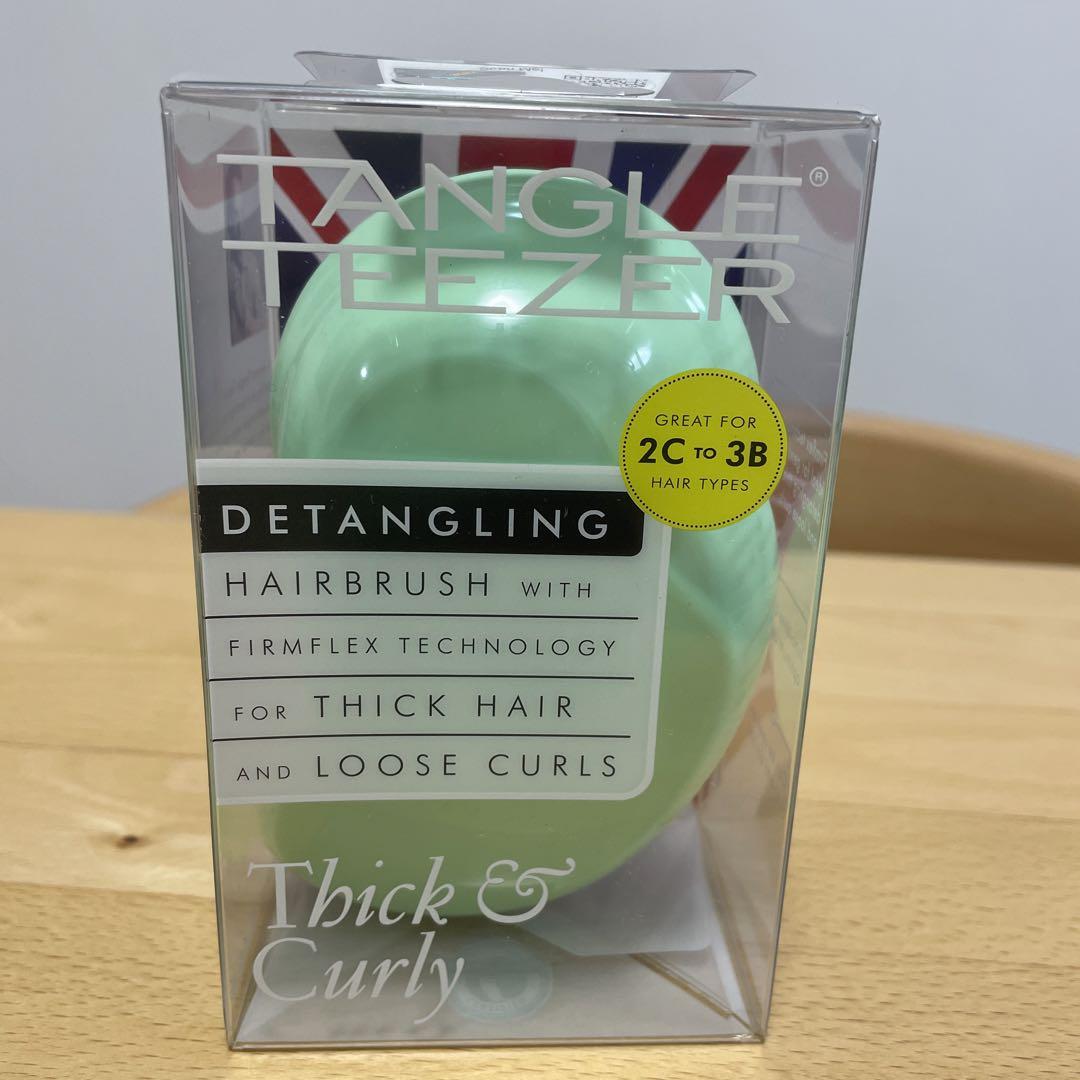 TANGLE®
TEEZER
GREAT FOR
2C TO 3B
HAIR TYPES
DETANGLING
HAIRBRUSH WITH
FIRMFLEX TECHNOLOGY
FOR THICK HAIR
AND LOOSE CURLS
Thick &
Curly